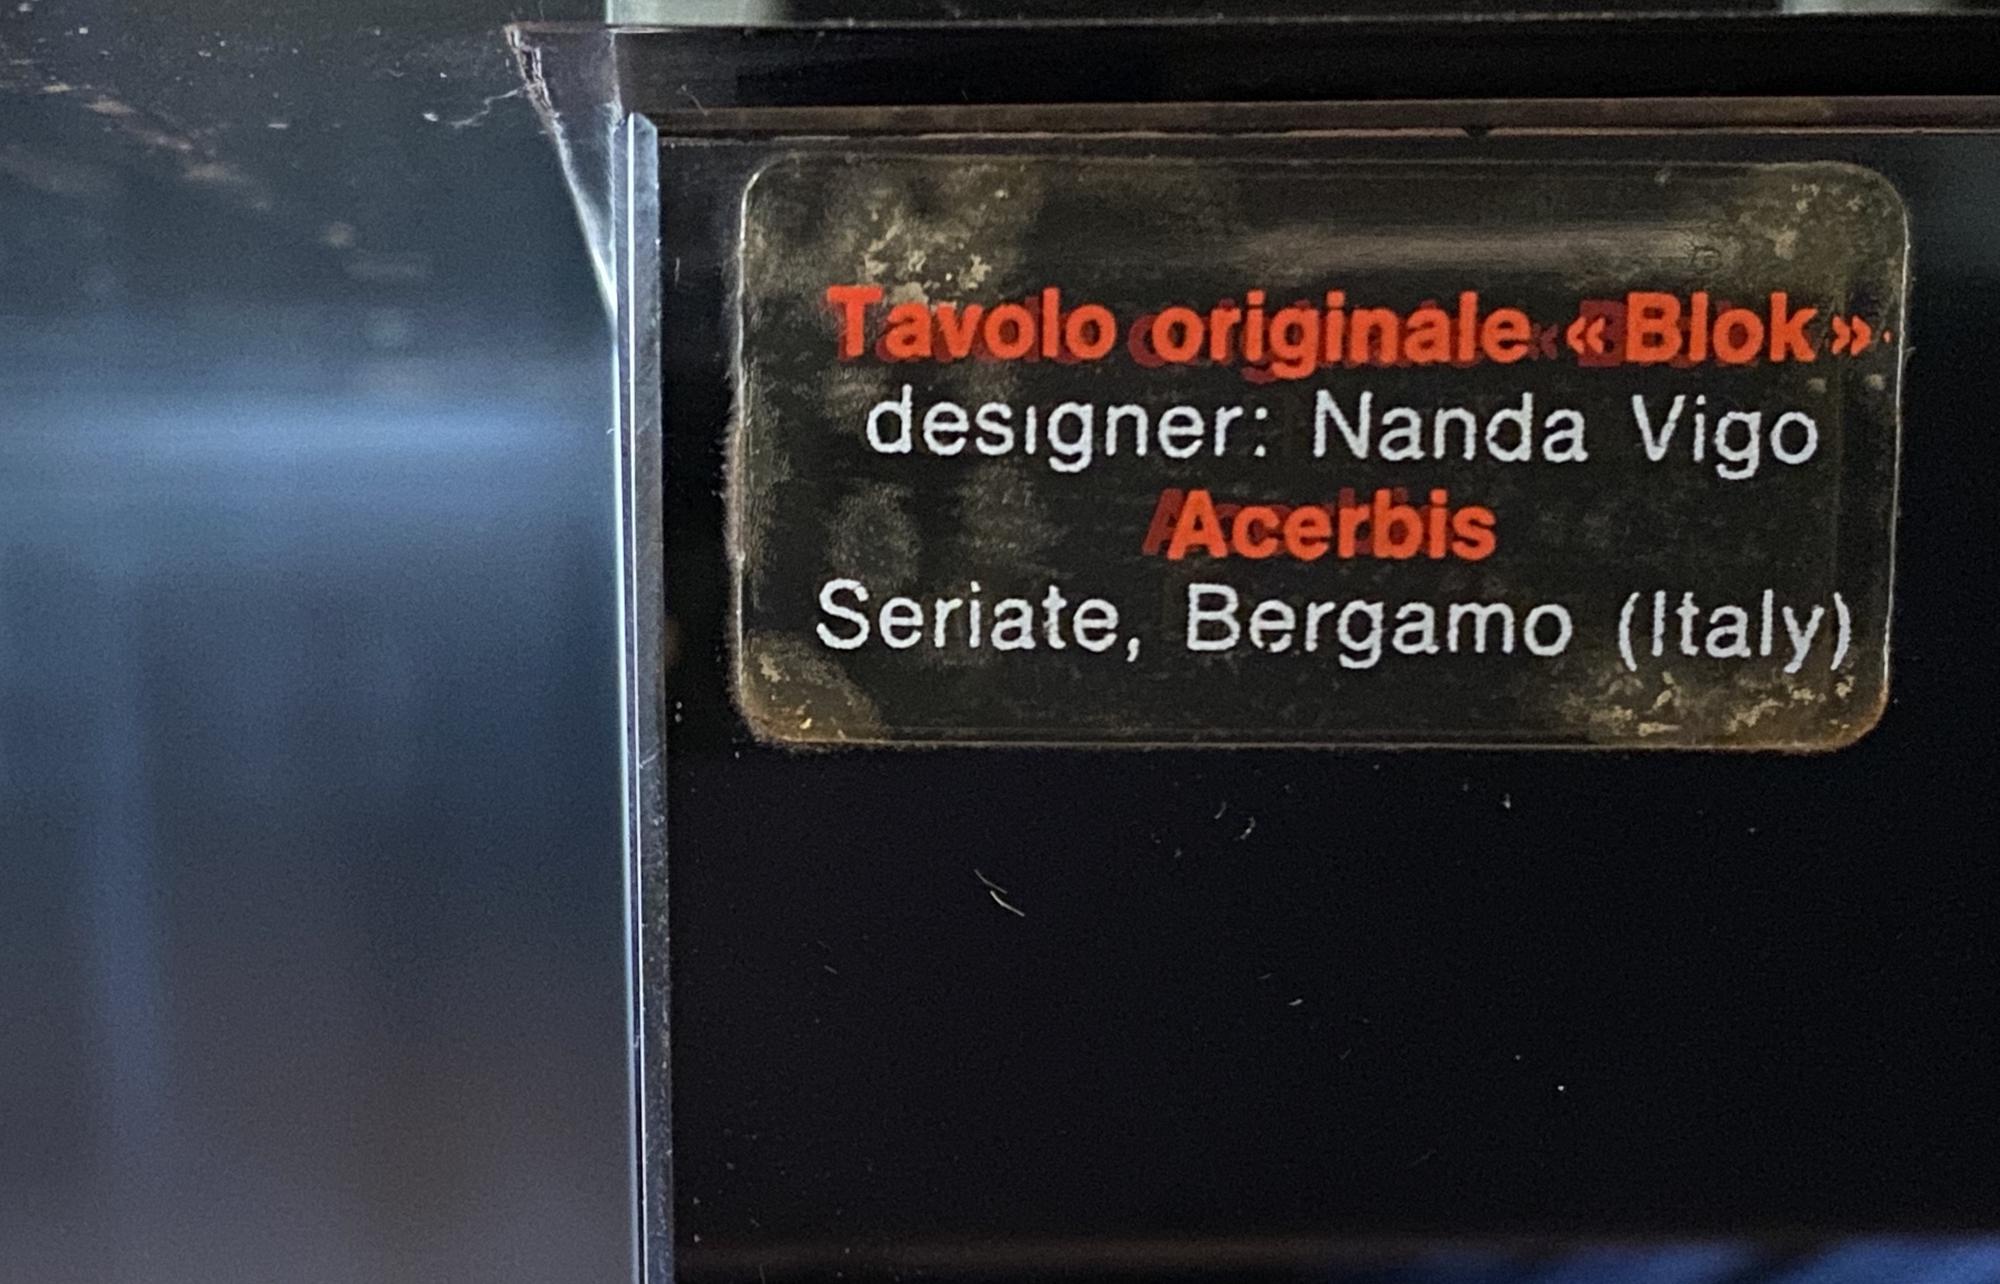 Tavolo originale «Blok»
designer: Nanda Vigo
Acerbis
Seriate, Bergamo (Italy)